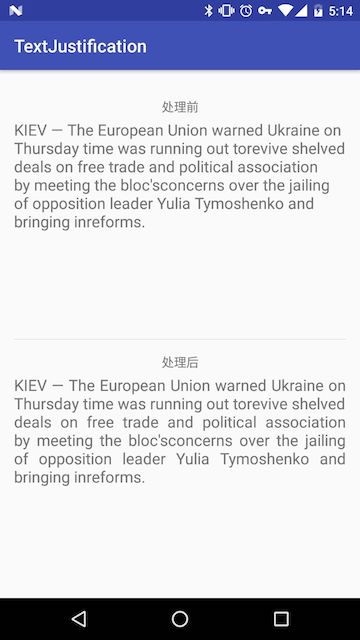 5:14
TextJustification
处理前
KIEV — The European Union warned Ukraine on
Thursday time was running out torevive shelved
deals on free trade and political association
by meeting the bloc'sconcerns over the jailing
of opposition leader Yulia Tymoshenko and
bringing inreforms.
处理后
KIEV — The European Union warned Ukraine on
Thursday time was running out torevive shelved
deals on free trade and political association
by meeting the bloc'sconcerns over the jailing
of opposition leader Yulia Tymoshenko and
bringing inreforms.